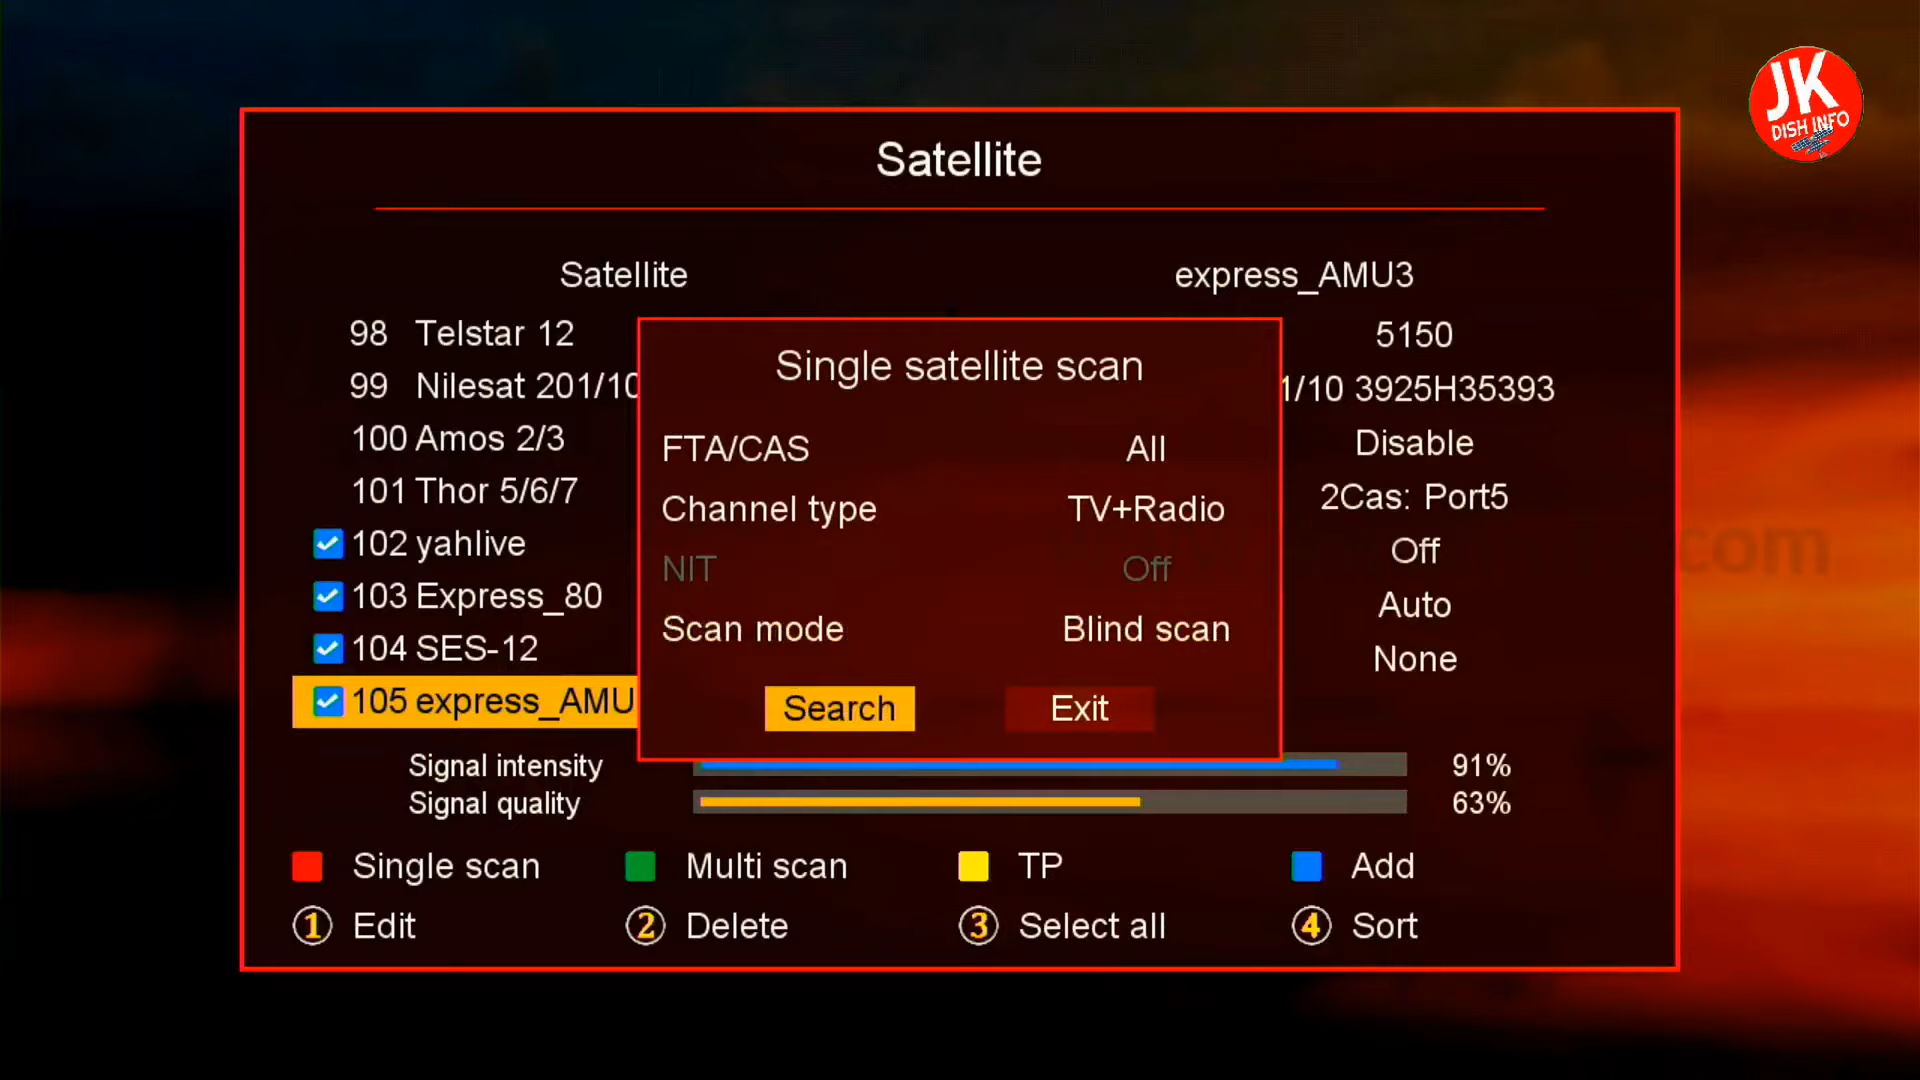 JK
DISH INFO
Satellite
Satellite
express_AMU3
98 Telstar 12
5150
99 Nilesat 201/10
1/10 3925H35393
100 Amos 2/3
Disable
101 Thor 5/6/7
2Cas: Port5
102 yahlive
Off
103 Express_80
Auto
104 SES-12
None
105 express_AMU
Single satellite scan
FTA/CAS All
Channel type TV+Radio
NIT Off
Scan mode Blind scan
Search Exit
com
Signal intensity 91%
Signal quality 63%
Single scan Multi scan TP Add
1 Edit 2 Delete 3 Select all 4 Sort